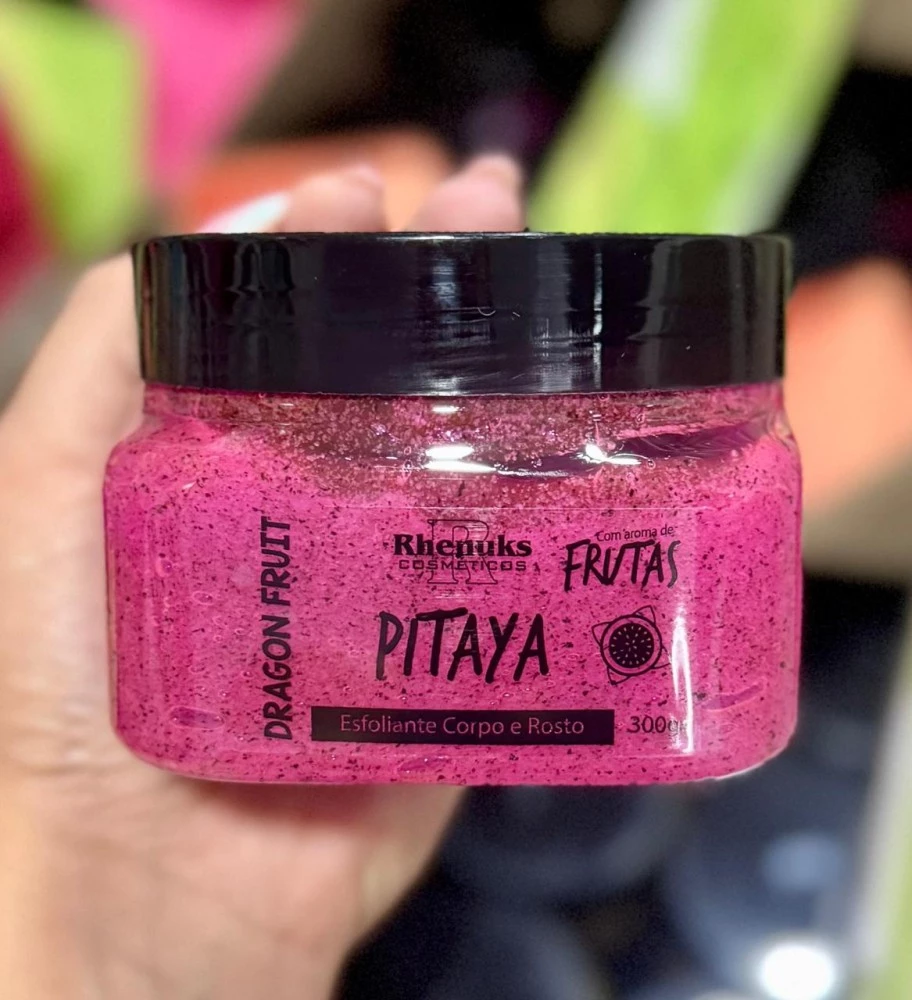 DRAGON FRUIT
R
Rhenuks
COSMÉTICOS
Com aroma de
FRUTAS
PITAYA
Esfoliante Corpo e Rosto
300g